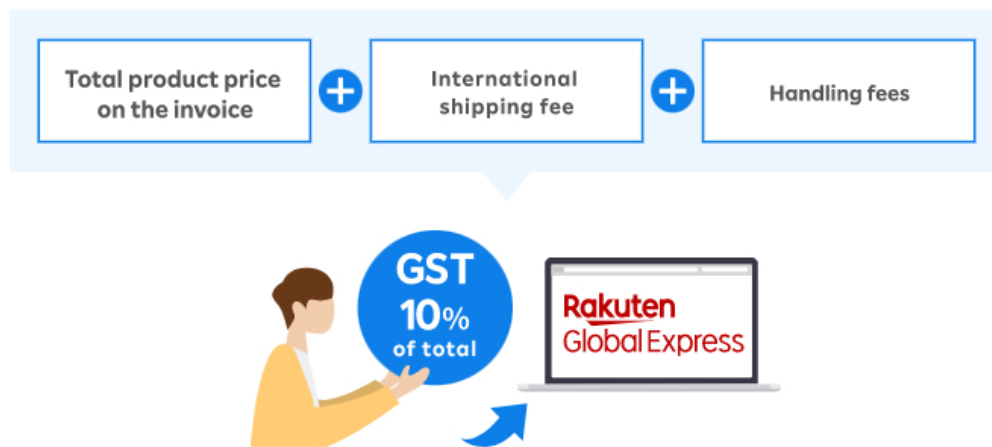 Total product price
on the invoice
+
International
shipping fee
+
Handling fees
GST
10%
of total
Rakuten
Global Express